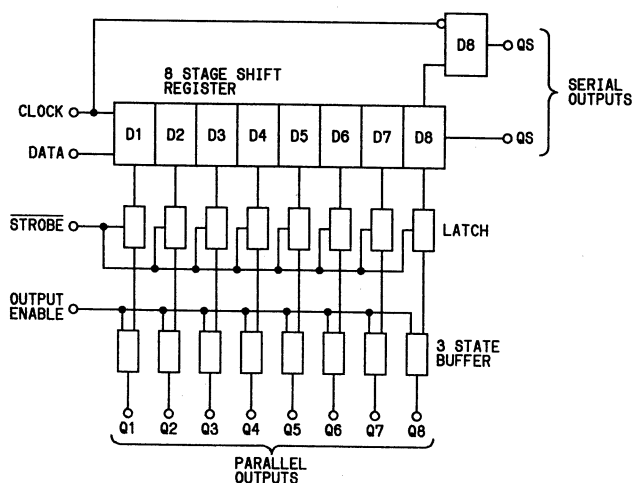 D8
QS
SERIAL
OUTPUTS
8 STAGE SHIFT
REGISTER
CLOCK
DATA
D1 D2 D3 D4 D5 D6 D7 D8
QS
STROBE
LATCH
OUTPUT
ENABLE
3 STATE
BUFFER
Q1 Q2 Q3 Q4 Q5 Q6 Q7 Q8
PARALLEL
OUTPUTS